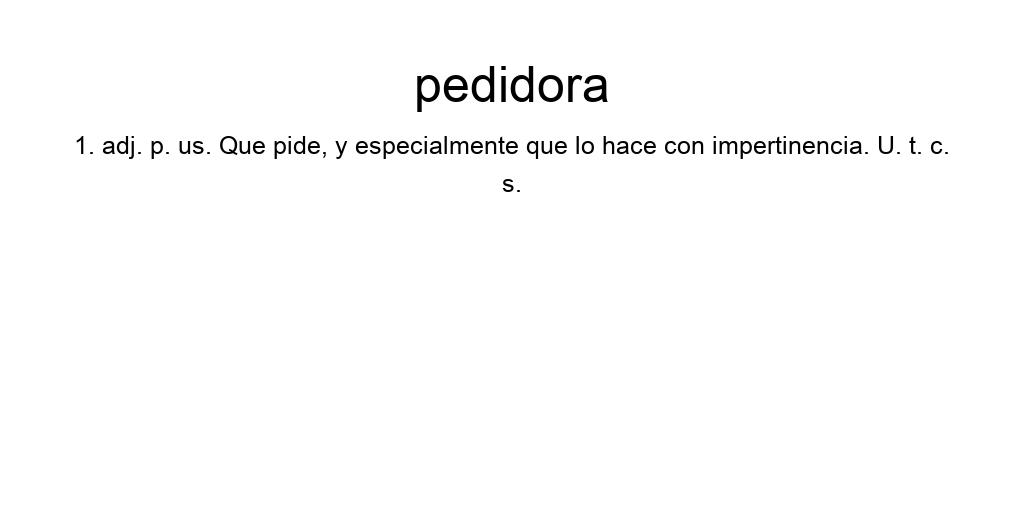 pedidora
1. adj. p. us. Que pide, y especialmente que lo hace con impertinencia. U. t. c.
s.